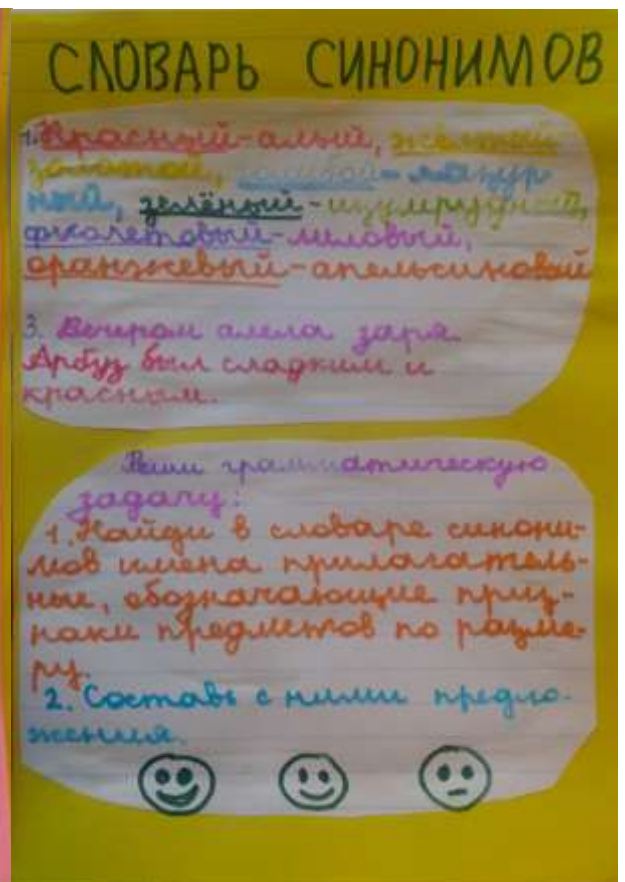 СЛОВАРЬ СИНОНИМОВ
1. Красный-алый, жёлтый-
золотой, голубой-лазур-
ный, зелёный-изумрудный,
фиолетовый-лиловый,
оранжевый-апельсиновый
3. Вечером алела заря.
Арбуз был сладким и
красным.
Реши грамматическую
задачу:
1. Найди в словаре синони-
мов имена прилагатель-
ные, обозначающие приз-
наки предметов по разме-
ру.
2. Составь с ними предло-
жения.